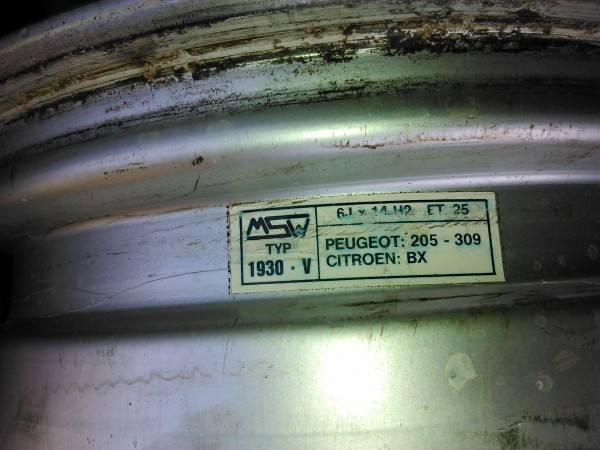 MSW
TYP
1930 · V
6J x 14 H2 ET 25
PEUGEOT: 205 - 309
CITROEN: BX